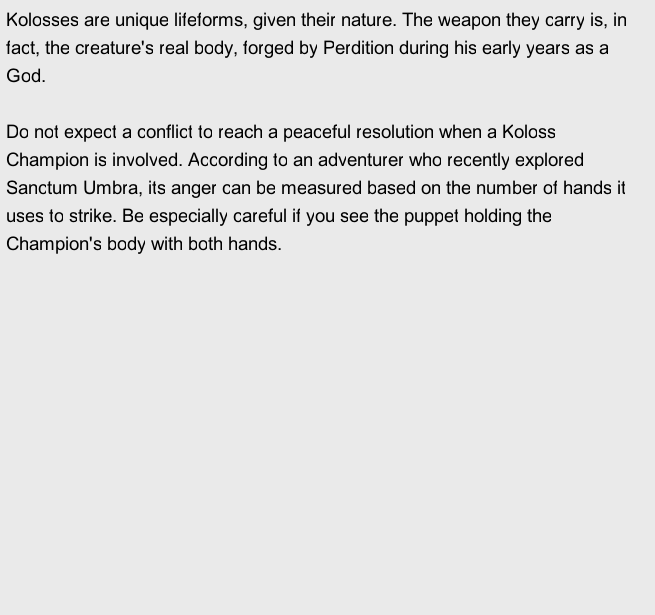 Kolosses are unique lifeforms, given their nature. The weapon they carry is, in
fact, the creature's real body, forged by Perdition during his early years as a
God.
Do not expect a conflict to reach a peaceful resolution when a Koloss
Champion is involved. According to an adventurer who recently explored
Sanctum Umbra, its anger can be measured based on the number of hands it
uses to strike. Be especially careful if you see the puppet holding the
Champion's body with both hands.